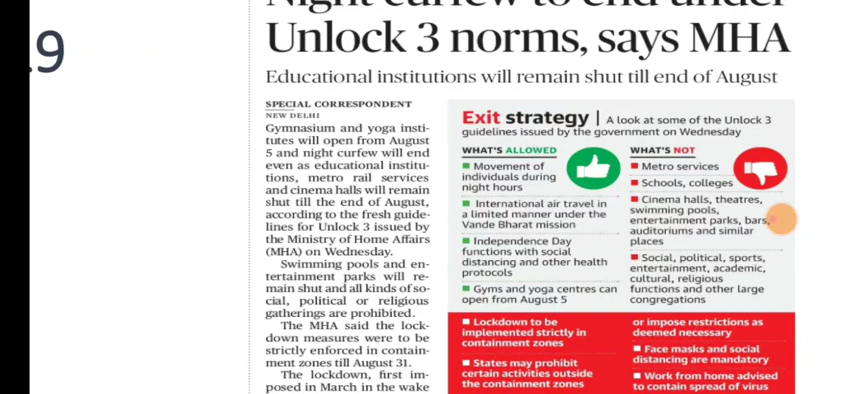 Night curfew to end under
Unlock 3 norms, says MHA
Educational institutions will remain shut till end of August
.19
SPECIAL CORRESPONDENT
NEW DELHI
Gymnasium and yoga insti-
tutes will open from August
5 and night curfew will end
even as educational institu-
tions, metro rail services
and cinema halls will remain
shut till the end of August,
according to the fresh guide-
lines for Unlock 3 issued by
the Ministry of Home Affairs
(MHA) on Wednesday.
Swimming pools and en-
tertainment parks will re-
main shut and all kinds of so-
cial, political or religious
gatherings are prohibited.
The MHA said the lock-
down measures were to be
strictly enforced in contain-
ment zones till August 31.
The lockdown, first im-
posed in March in the wake
Exit strategy | A look at some of the Unlock 3
guidelines issued by the government on Wednesday
WHAT'S ALLOWED
Movement of
individuals during
night hours
International air travel in
a limited manner under the
Vande Bharat mission
Independence Day
functions with social
distancing and other health
protocols
Gyms and yoga centres can
open from August 5
WHAT'S NOT
Metro services
Schools, colleges
Cinema halls, theatres,
swimming pools,
entertainment parks, bars,
auditoriums and similar
places
Social, political, sports,
entertainment, academic,
cultural, religious
functions and other large
congregations
Lockdown to be
implemented strictly in
containment zones
States may prohibit
certain activities outside
the containment zones
or impose restrictions as
deemed necessary
Face masks and social
distancing are mandatory
Work from home advised
to contain spread of virus